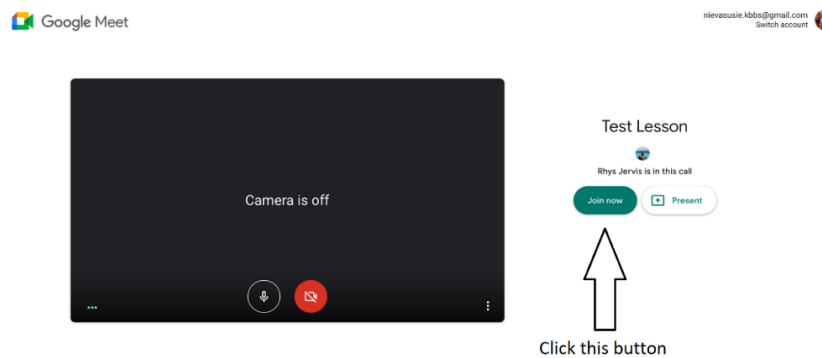 Google Meet
nievasusie.kbbs@gmail.com
Switch account
Test Lesson
Camera is off
Rhys Jervis is in this call
Join now
Present
Click this button